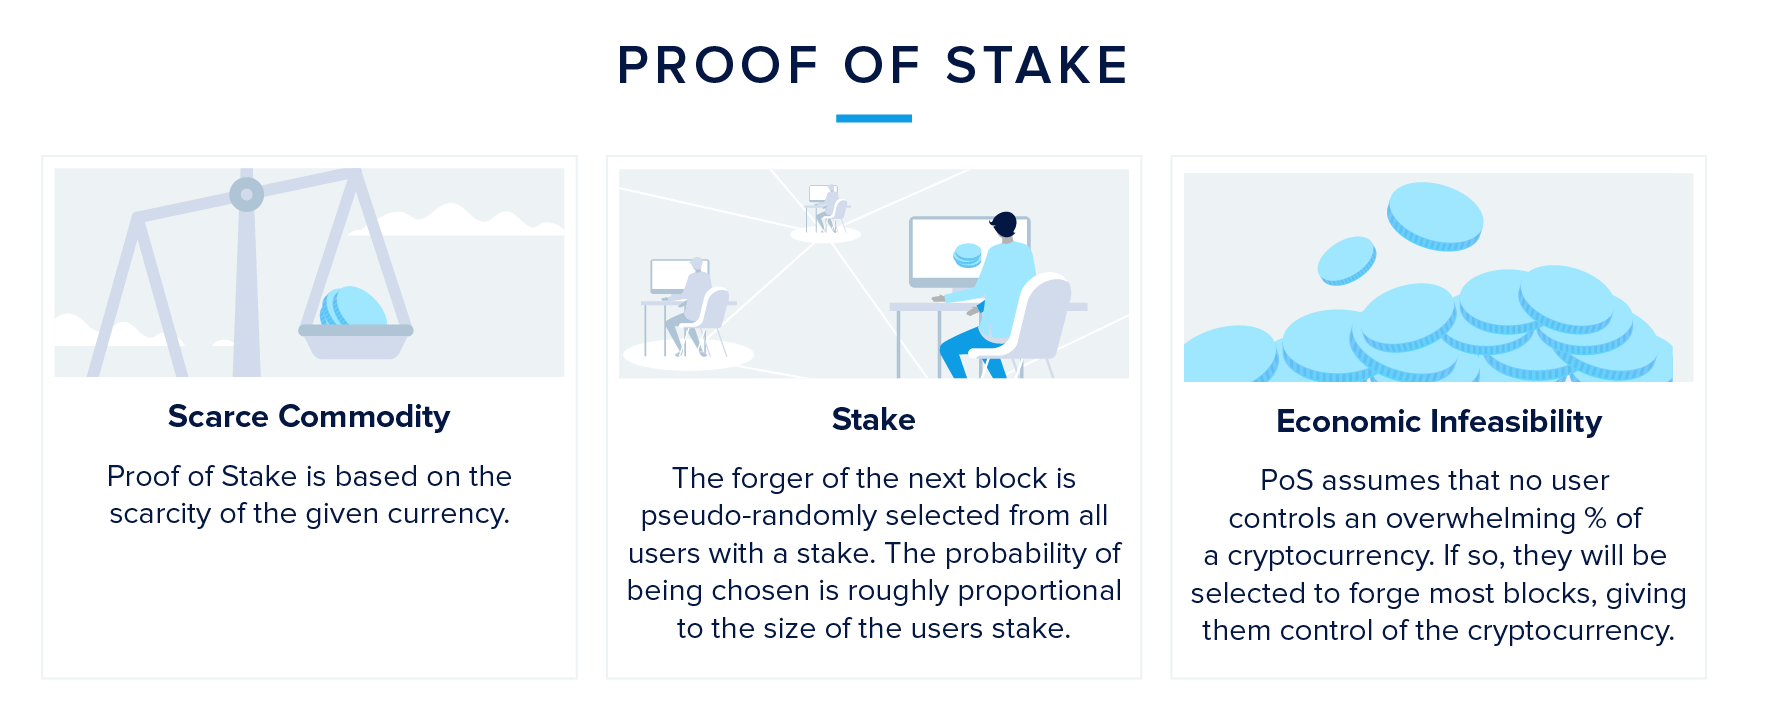 PROOF OF STAKE
Scarce Commodity
Proof of Stake is based on the
scarcity of the given currency.
Stake
The forger of the next block is
pseudo-randomly selected from all
users with a stake. The probability of
being chosen is roughly proportional
to the size of the users stake.
Economic Infeasibility
PoS assumes that no user
controls an overwhelming % of
a cryptocurrency. If so, they will be
selected to forge most blocks, giving
them control of the cryptocurrency.